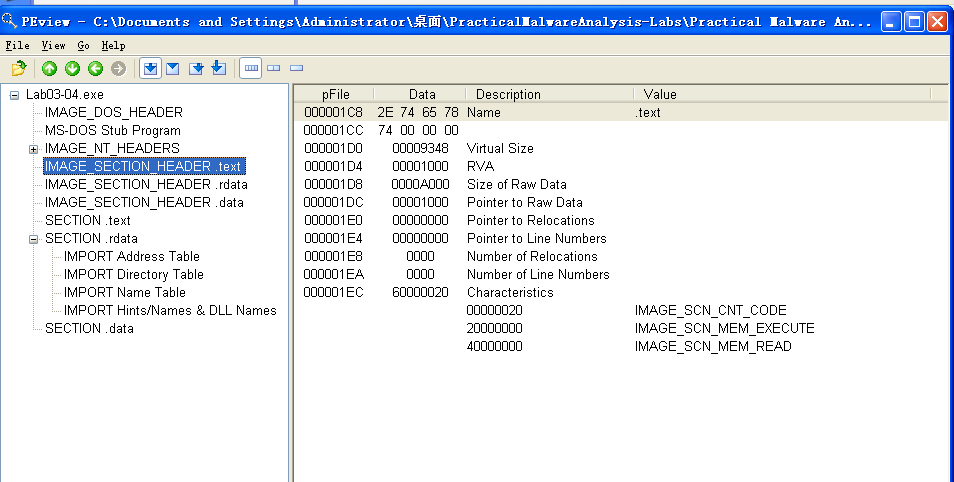 PEview - C:\Documents and Settings\Administrator\桌面\PracticalMalwareAnalysis-Labs\Practical Malware An...
File View Go Help
Lab03-04.exe
IMAGE_DOS_HEADER
MS-DOS Stub Program
IMAGE_NT_HEADERS
IMAGE_SECTION_HEADER .text
IMAGE_SECTION_HEADER .rdata
IMAGE_SECTION_HEADER .data
SECTION .text
SECTION .rdata
IMPORT Address Table
IMPORT Directory Table
IMPORT Name Table
IMPORT Hints/Names & DLL Names
SECTION .data
pFile Data Description Value
000001C8 2E 74 65 78 Name .text
000001CC 74 00 00 00
000001D0 00009348 Virtual Size
000001D4 00001000 RVA
000001D8 0000A000 Size of Raw Data
000001DC 00001000 Pointer to Raw Data
000001E0 00000000 Pointer to Relocations
000001E4 00000000 Pointer to Line Numbers
000001E8 0000 Number of Relocations
000001EA 0000 Number of Line Numbers
000001EC 60000020 Characteristics
00000020 IMAGE_SCN_CNT_CODE
20000000 IMAGE_SCN_MEM_EXECUTE
40000000 IMAGE_SCN_MEM_READ